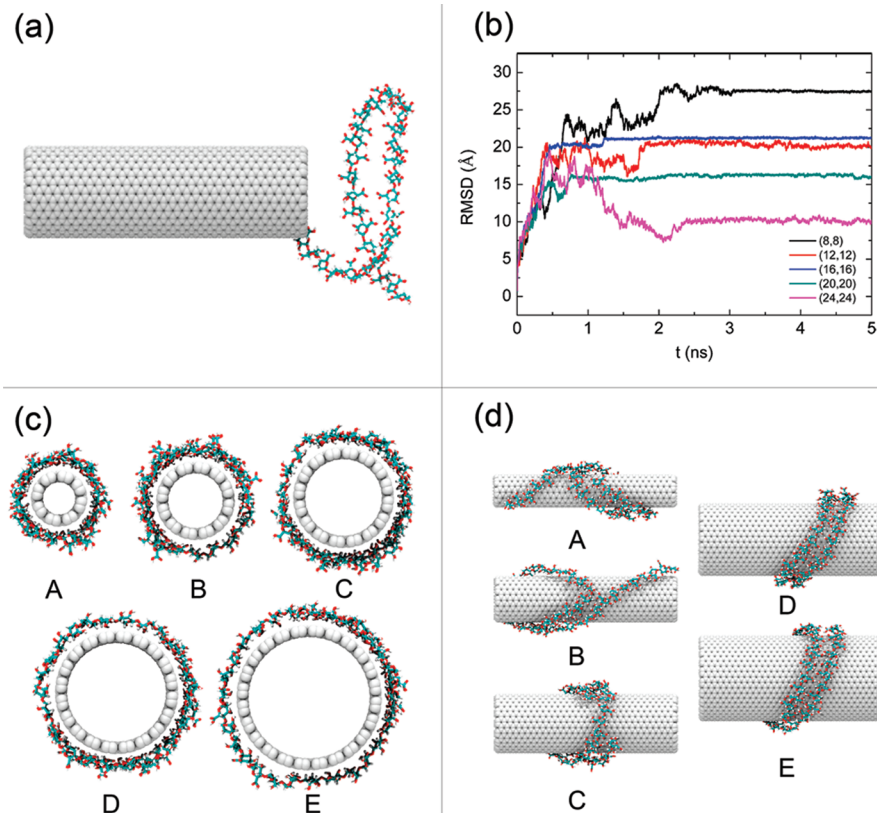 (a)
(b)
30
25
20
15
10
5
0
RMSD (Å)
(8,8)
(12,12)
(16,16)
(20,20)
(24,24)
0 1 2 3 4 5
t (ns)
(c)
A B C
D E
(d)
A
B
C
D
E